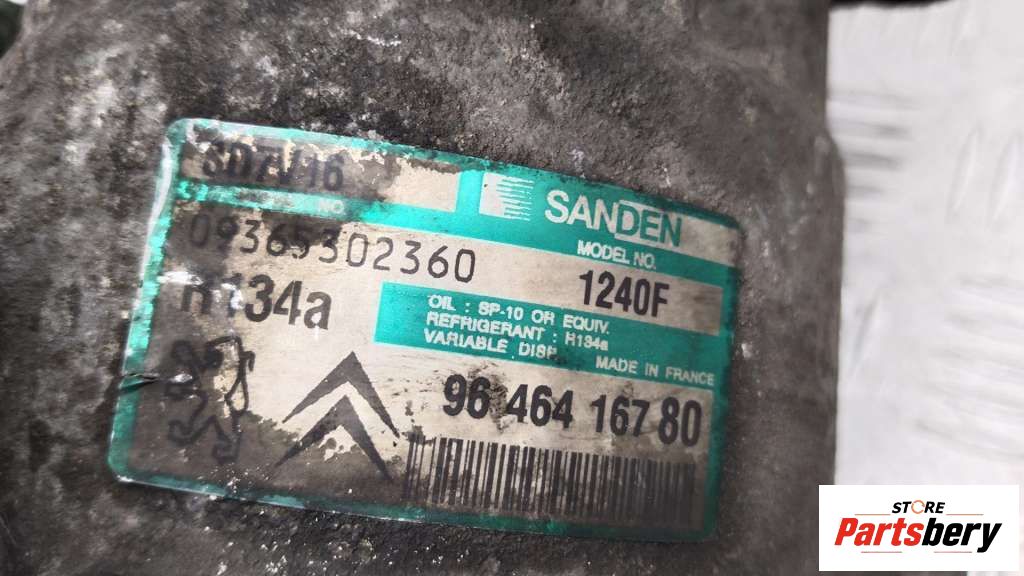 SD7V16
SANDEN
NO.
MODEL NO.
09365302360
1240F
R134a
OIL : SP-10 OR EQUIV.
REFRIGERANT : R134a
VARIABLE DISP.
MADE IN FRANCE
96 464 167 80
STORE
Partsbery